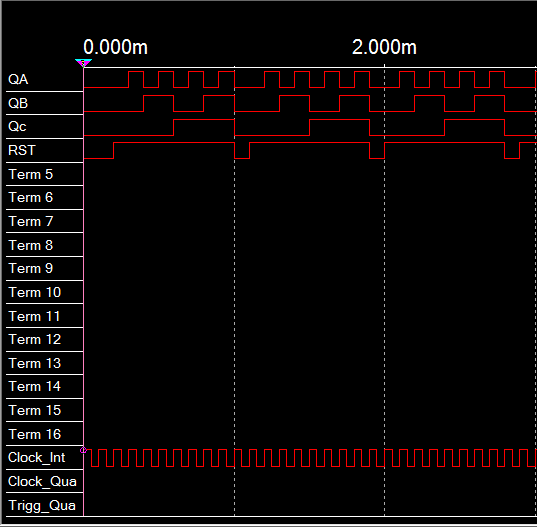 0.000m 2.000m
QA
QB
Qc
RST
Term 5
Term 6
Term 7
Term 8
Term 9
Term 10
Term 11
Term 12
Term 13
Term 14
Term 15
Term 16
Clock_Int
Clock_Qua
Trigg_Qua